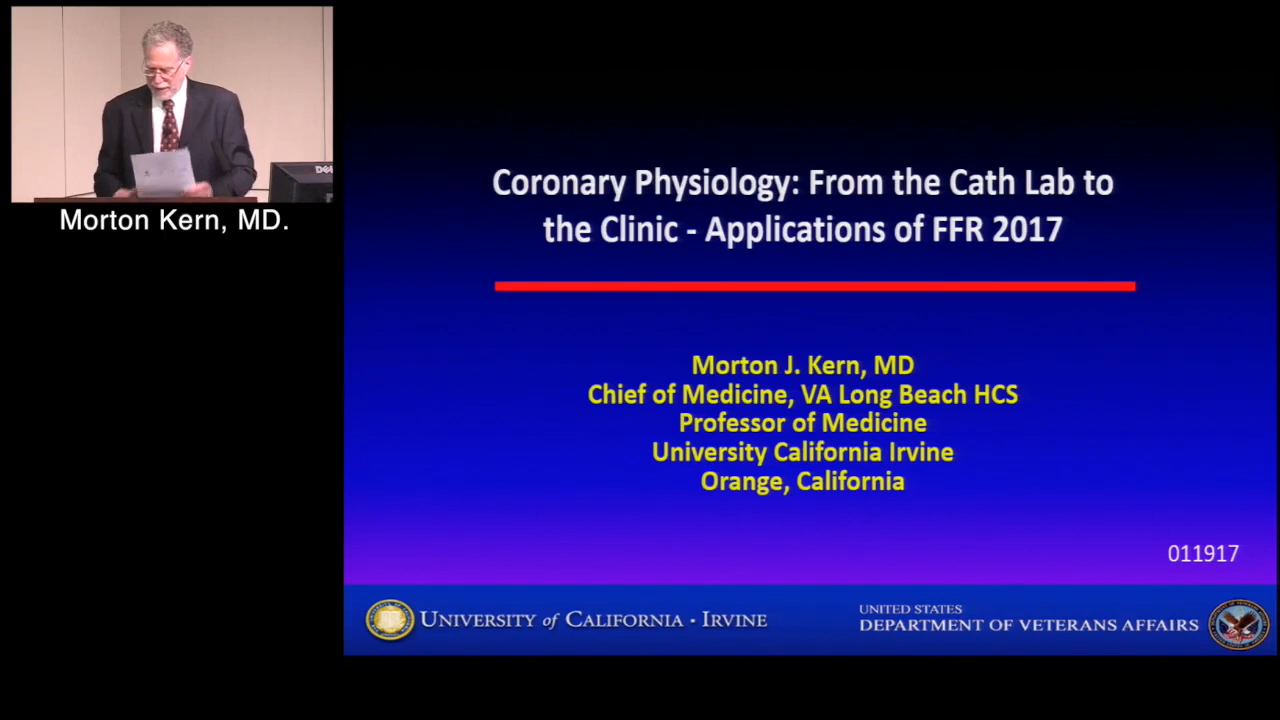 DELL
Morton Kern, MD.
Coronary Physiology: From the Cath Lab to
the Clinic - Applications of FFR 2017
Morton J. Kern, MD
Chief of Medicine, VA Long Beach HCS
Professor of Medicine
University California Irvine
Orange, California
011917
UNIVERSITY of CALIFORNIA · IRVINE
UNITED STATES
DEPARTMENT OF VETERANS AFFAIRS